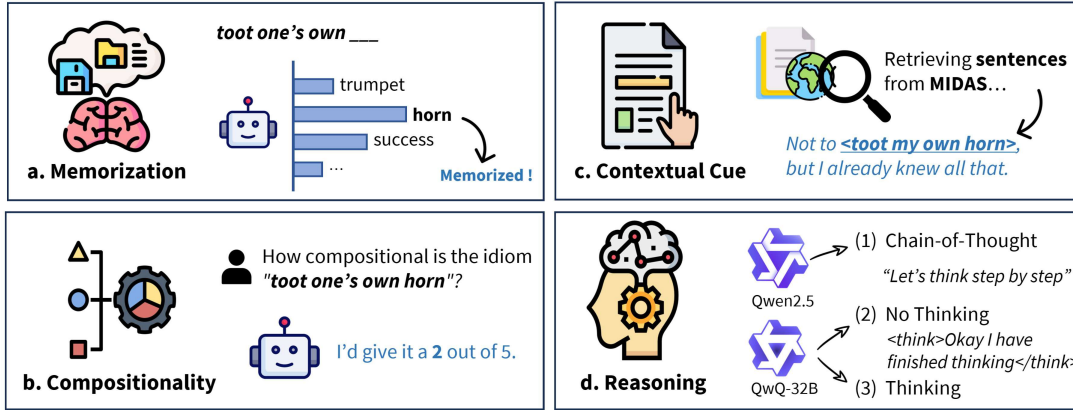 toot one's own ___
trumpet
horn
success
...
Memorized !
a. Memorization
Retrieving sentences
from MIDAS...
Not to <toot my own horn>,
but I already knew all that.
c. Contextual Cue
How compositional is the idiom
"toot one's own horn"?
I'd give it a 2 out of 5.
b. Compositionality
Qwen2.5
(1) Chain-of-Thought
“Let's think step by step”
QwQ-32B
(2) No Thinking
<think>Okay I have
finished thinking</think>
(3) Thinking
d. Reasoning